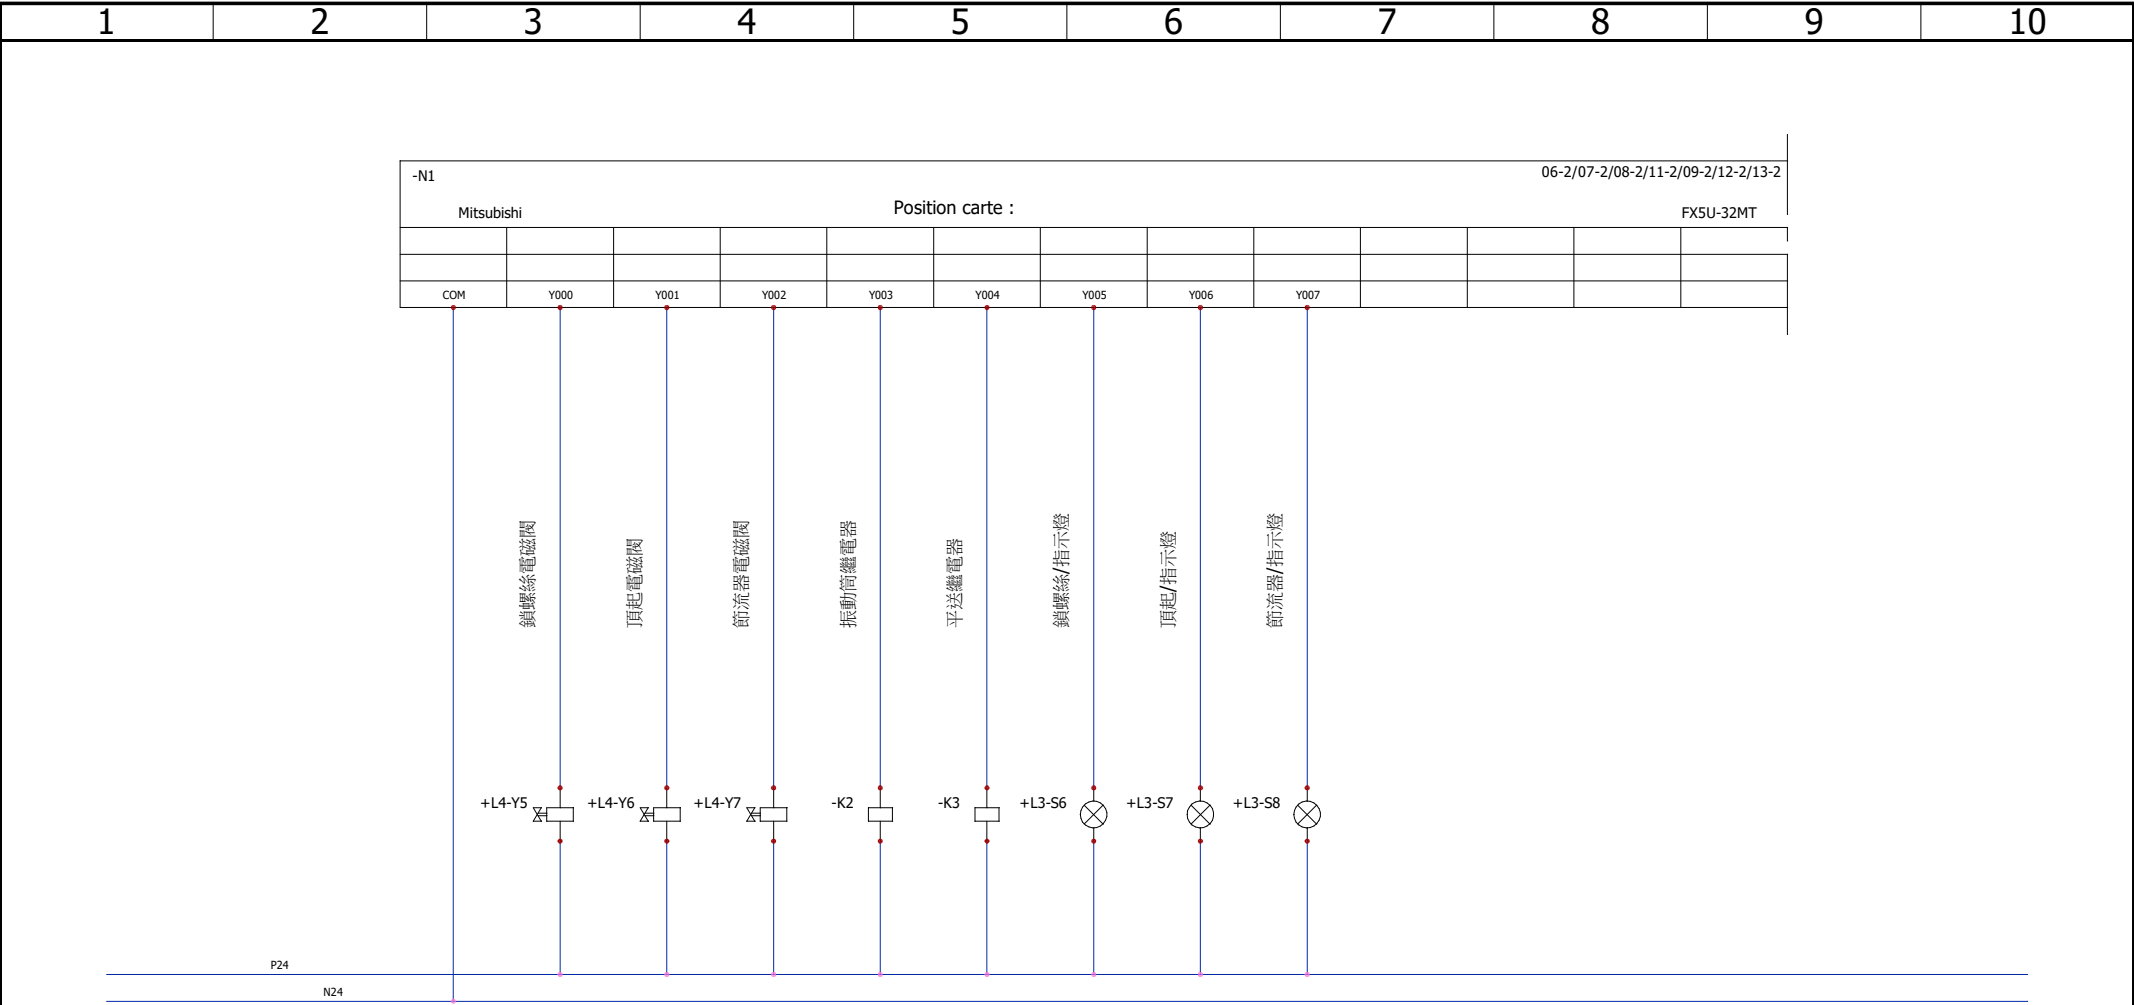 1 2 3 4 5 6 7 8 9 10
-N1 06-2/07-2/08-2/11-2/09-2/12-2/13-2
Mitsubishi Position carte : FX5U-32MT
COM Y000 Y001 Y002 Y003 Y004 Y005 Y006 Y007
鎖螺絲電磁閥
頂起電磁閥
節流器電磁閥
振動筒繼電器
平送繼電器
鎖螺絲/指示燈
頂起/指示燈
節流器/指示燈
+L4-Y5 +L4-Y6 +L4-Y7 -K2 -K3 +L3-S6 +L3-S7 +L3-S8
P24
N24